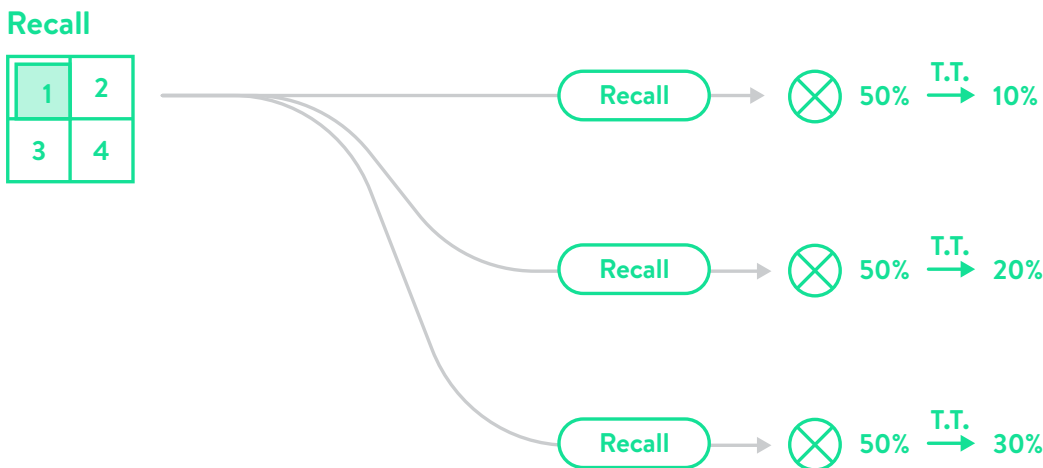 Recall
1 2
3 4
Recall 50% T.T. 10%
Recall 50% T.T. 20%
Recall 50% T.T. 30%